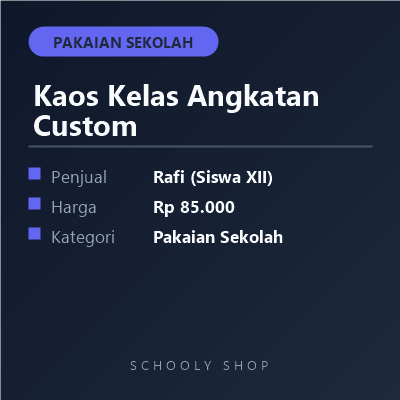 PAKAIAN SEKOLAH
Kaos Kelas Angkatan
Custom
Penjual Rafi (Siswa XII)
Harga Rp 85.000
Kategori Pakaian Sekolah
SCHOOLY SHOP